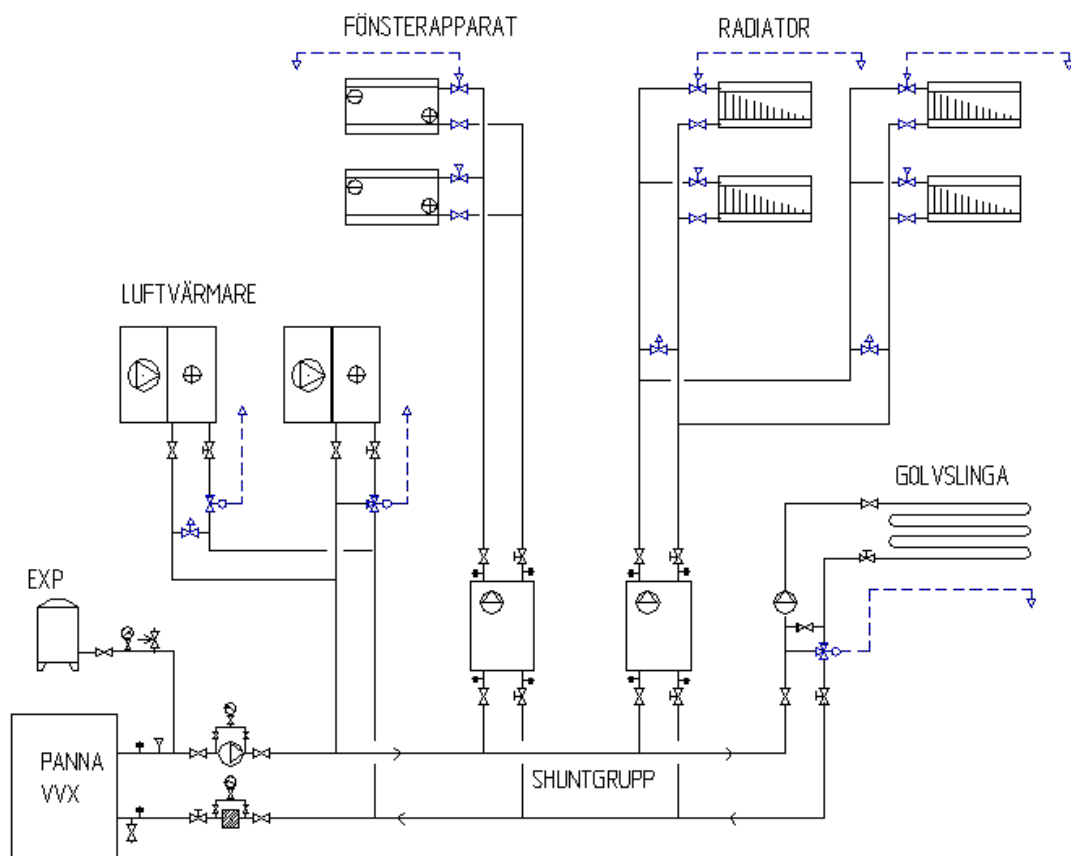 FÖNSTERAPPARAT
RADIATOR
LUFTVÄRMARE
GOLVSLINGA
EXP
PANNA
VVX
SHUNTGRUPP